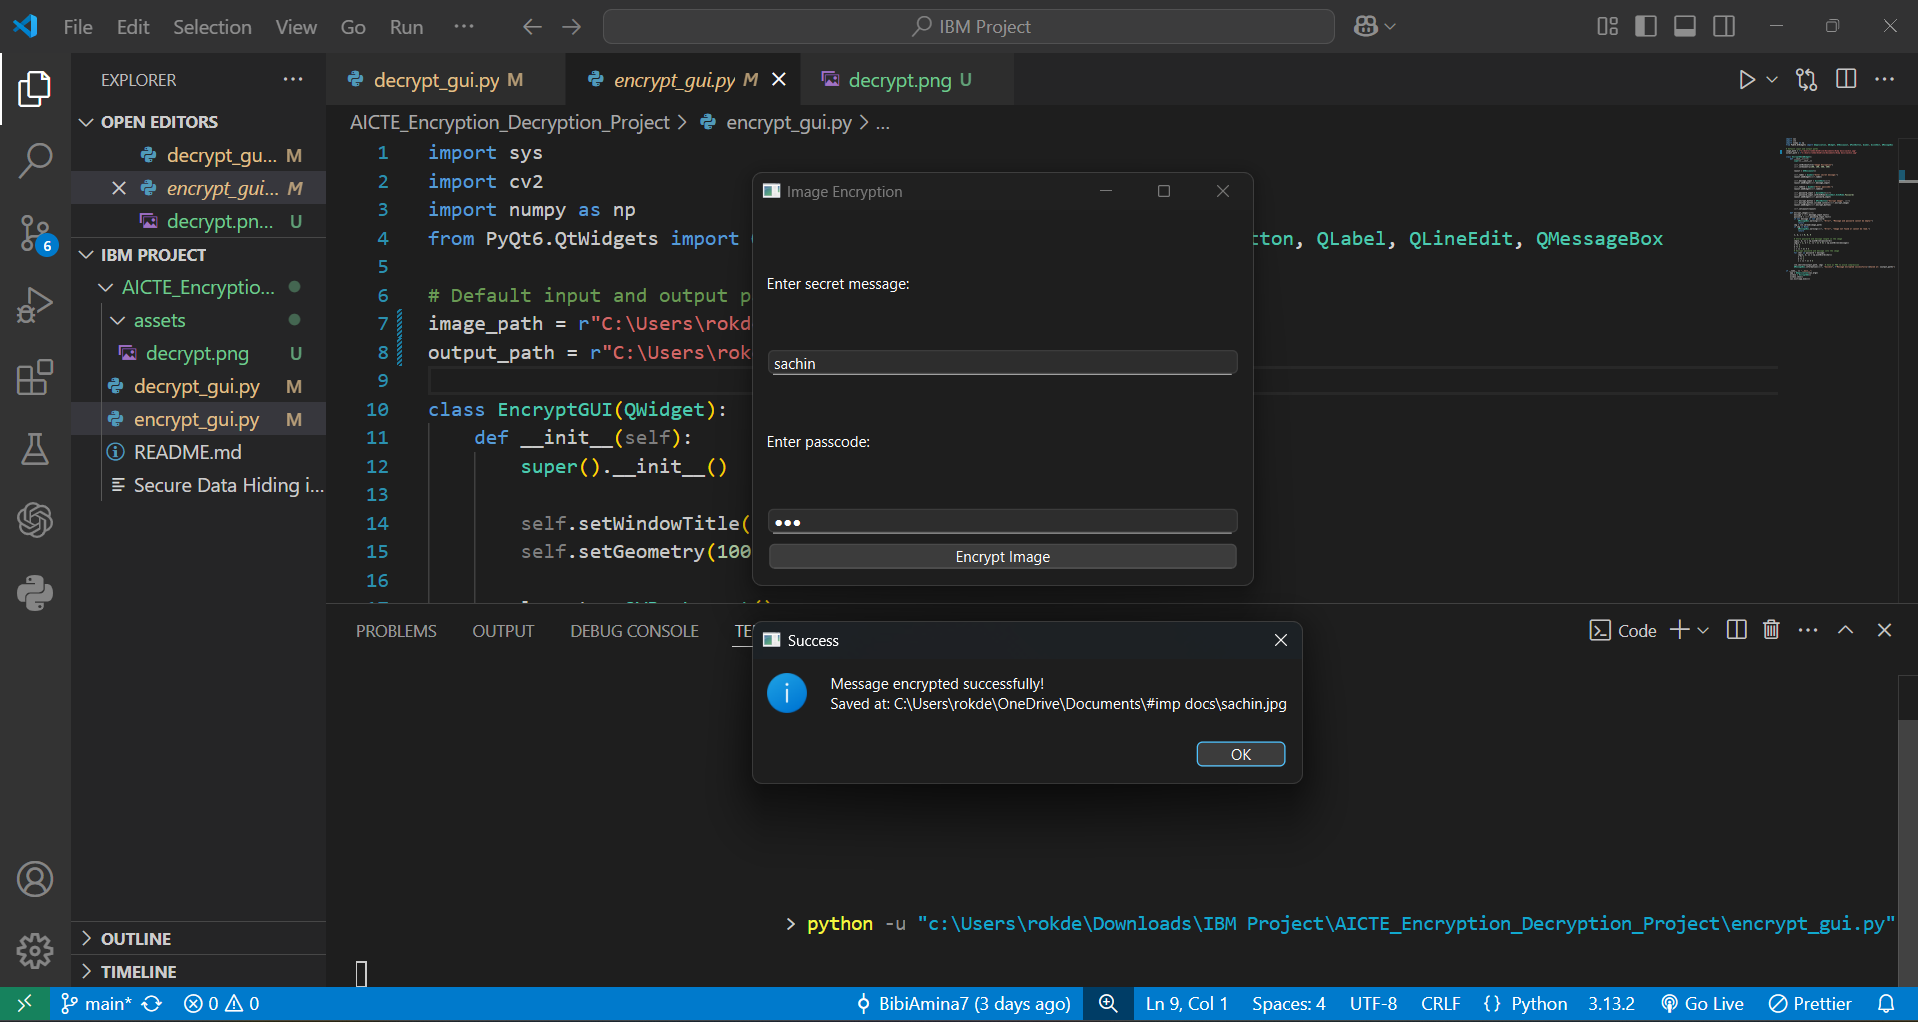 File Edit Selection View Go Run ···
IBM Project
EXPLORER
OPEN EDITORS
decrypt_gu... M
encrypt_gui... M
decrypt.pn... U
IBM PROJECT
AICTE_Encryptio...
assets
decrypt.png U
decrypt_gui.py M
encrypt_gui.py M
README.md
Secure Data Hiding i...
OUTLINE
TIMELINE
decrypt_gui.py M
encrypt_gui.py M
decrypt.png U
AICTE_Encryption_Decryption_Project > encrypt_gui.py > ...
1 import sys
2 import cv2
3 import numpy as np
4 from PyQt6.QtWidgets import tton, QLabel, QLineEdit, QMessageBox
5
6 # Default input and output p
7 image_path = r"C:\Users\rokd
8 output_path = r"C:\Users\rok
9
10 class EncryptGUI(QWidget):
11 def __init__(self):
12 super().__init__()
13
14 self.setWindowTitle(
15 self.setGeometry(100
16
Image Encryption
Enter secret message:
sachin
Enter passcode:
●●●
Encrypt Image
PROBLEMS OUTPUT DEBUG CONSOLE TE
Code
Success
Message encrypted successfully!
Saved at: C:\Users\rokde\OneDrive\Documents\#imp docs\sachin.jpg
OK
> python -u "c:\Users\rokde\Downloads\IBM Project\AICTE_Encryption_Decryption_Project\encrypt_gui.py"
6
main* 0 0 BibiAmina7 (3 days ago) Ln 9, Col 1 Spaces: 4 UTF-8 CRLF {} Python 3.13.2 Go Live Prettier